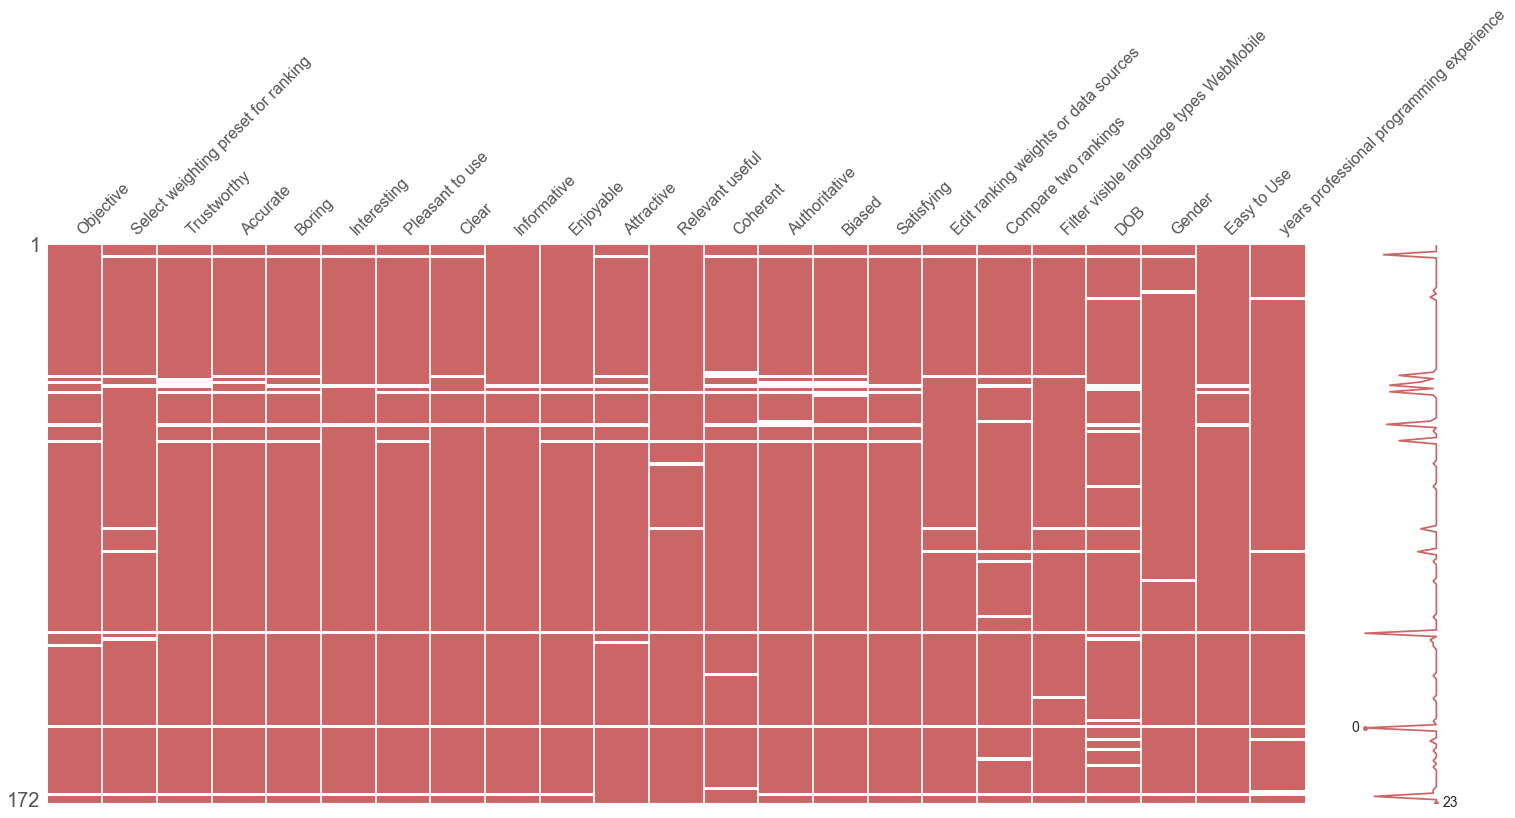 Objective
Select weighting preset for ranking
Trustworthy
Accurate
Boring
Interesting
Pleasant to use
Clear
Informative
Enjoyable
Attractive
Relevant useful
Coherent
Authoritative
Biased
Satisfying
Edit ranking weights or data sources
Compare two rankings
Filter visible language types WebMobile
DOB
Gender
Easy to Use
years professional programming experience
1
0
172
23